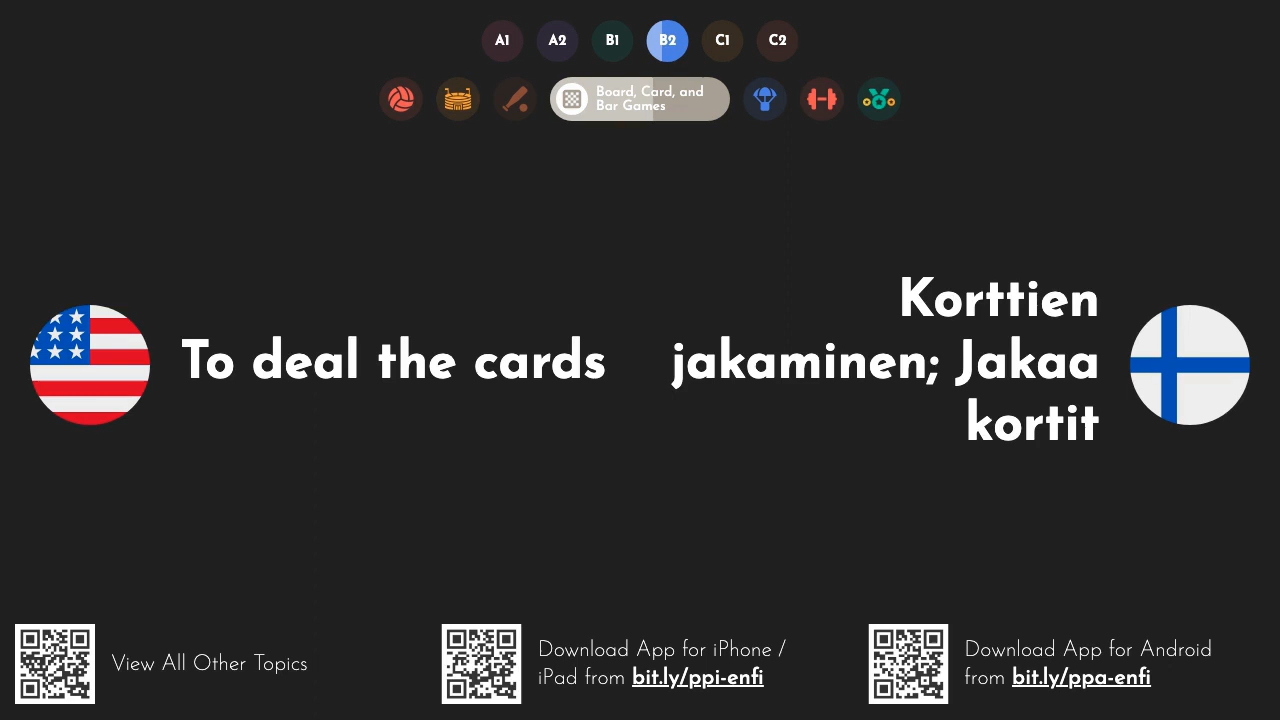 A1 A2 B1 B2 C1 C2
Board, Card, and
Bar Games
To deal the cards
Korttien
jakaminen; Jakaa
kortit
View All Other Topics
Download App for iPhone /
iPad from bit.ly/ppi-enfi
Download App for Android
from bit.ly/ppa-enfi